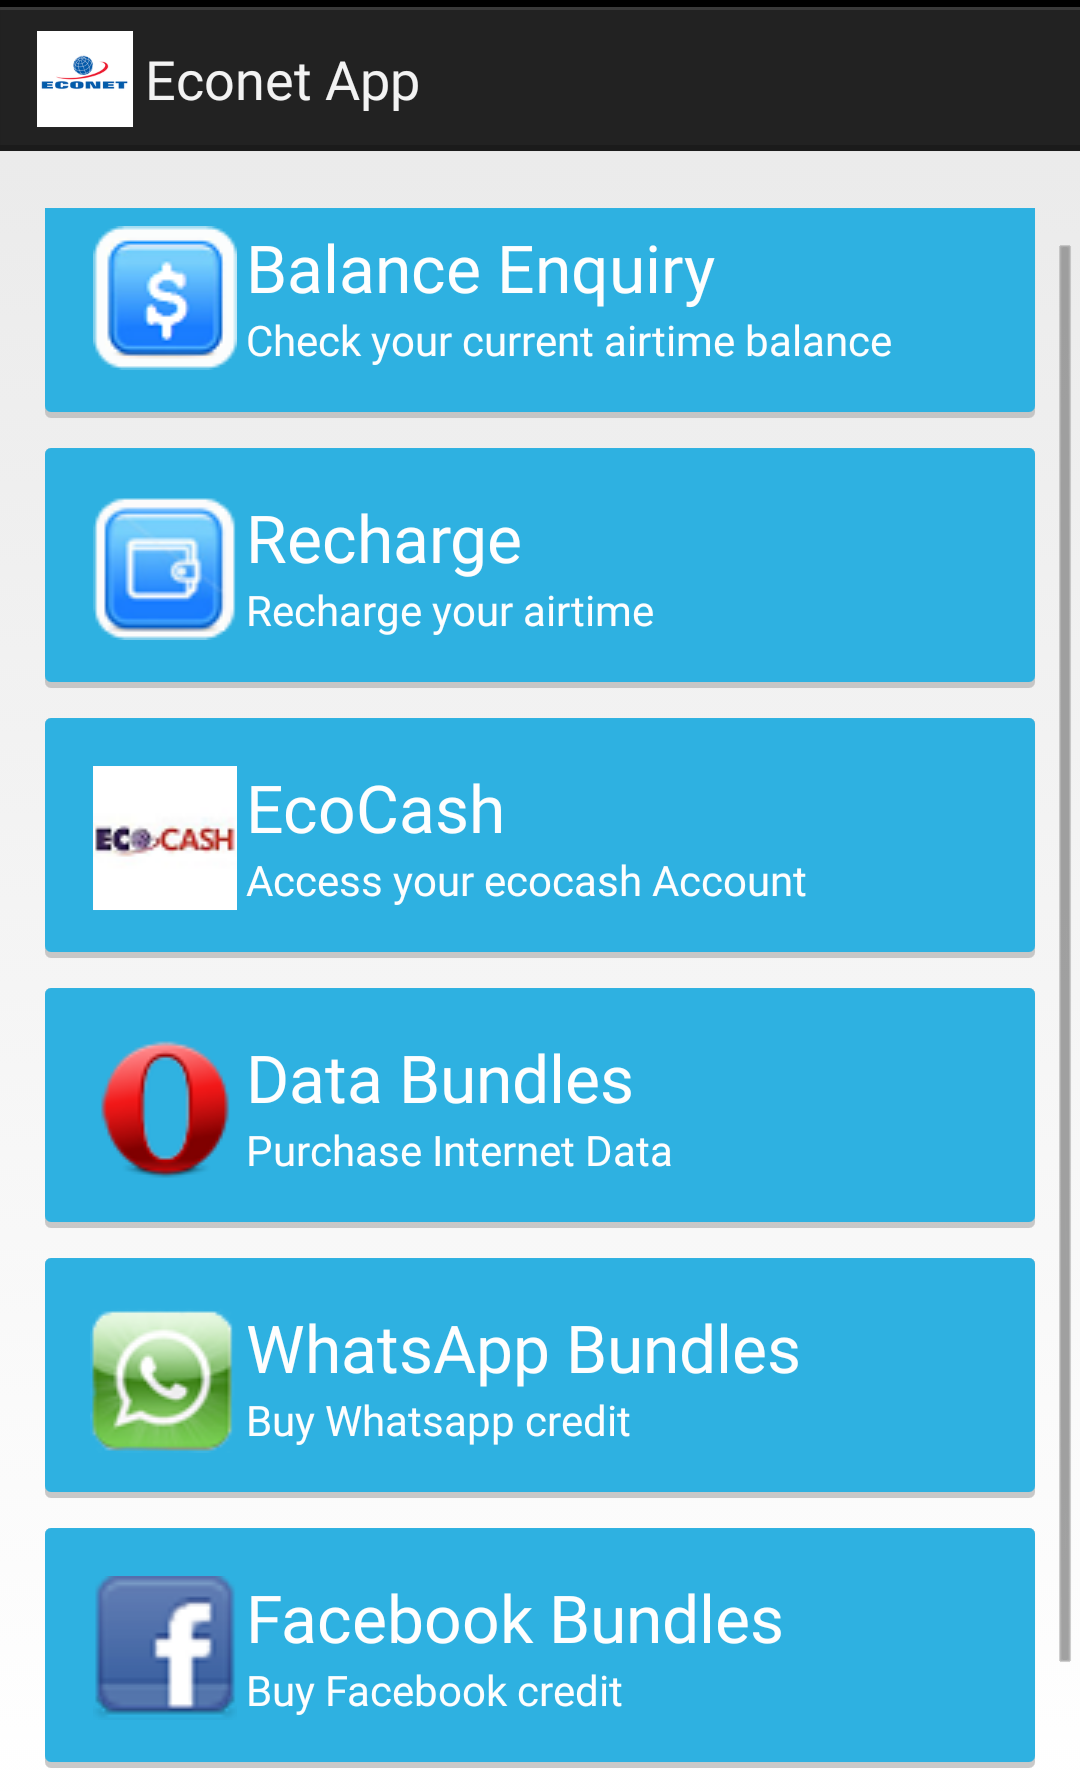 ECONET
Econet App
Balance Enquiry
Check your current airtime balance
Recharge
Recharge your airtime
ECOCASH
EcoCash
Access your ecocash Account
Data Bundles
Purchase Internet Data
WhatsApp Bundles
Buy Whatsapp credit
Facebook Bundles
Buy Facebook credit